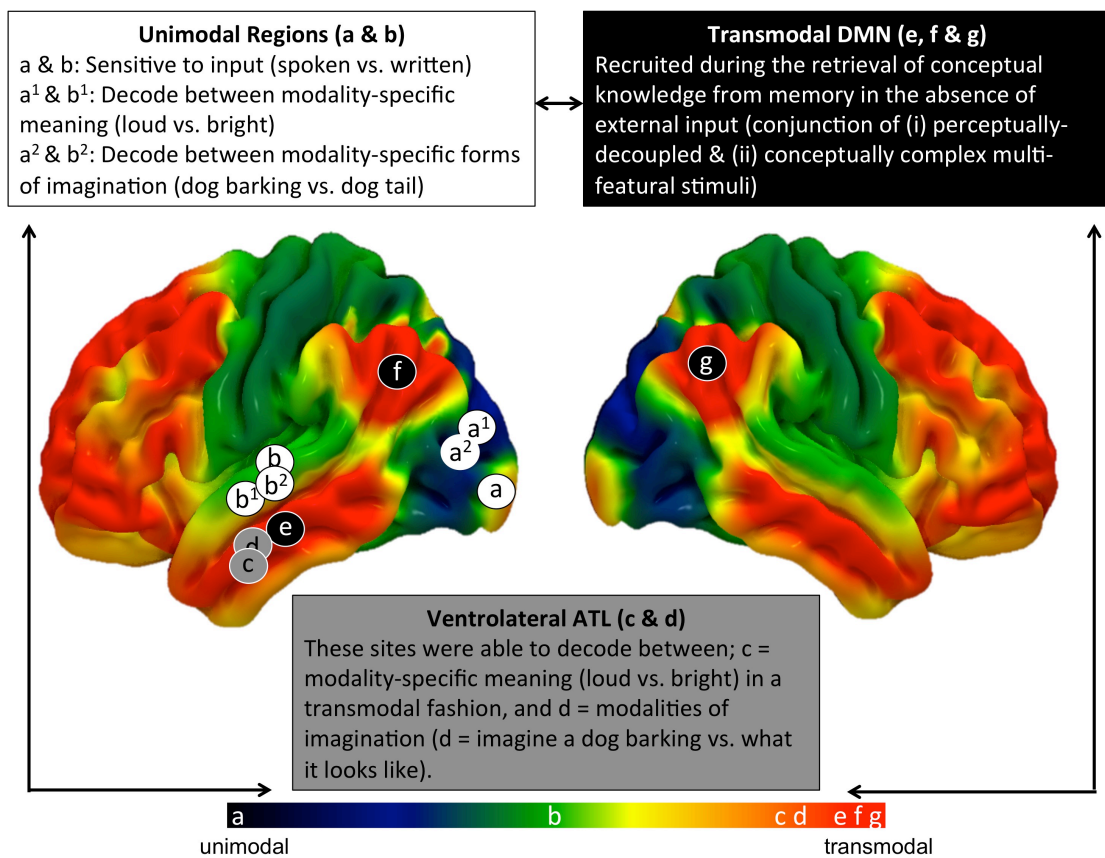 Unimodal Regions (a & b)
a & b: Sensitive to input (spoken vs. written)
a¹ & b¹: Decode between modality-specific
meaning (loud vs. bright)
a² & b²: Decode between modality-specific forms
of imagination (dog barking vs. dog tail)
Transmodal DMN (e, f & g)
Recruited during the retrieval of conceptual
knowledge from memory in the absence of
external input (conjunction of (i) perceptually-
decoupled & (ii) conceptually complex multi-
featural stimuli)
f
g
a¹
a²
a
b
b²
b¹
e
d
c
Ventrolateral ATL (c & d)
These sites were able to decode between; c =
modality-specific meaning (loud vs. bright) in a
transmodal fashion, and d = modalities of
imagination (d = imagine a dog barking vs. what
it looks like).
a b c d e f g
unimodal transmodal